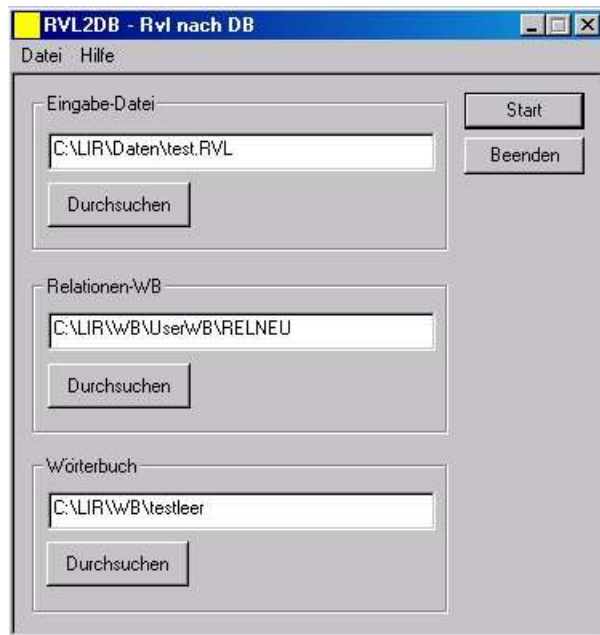 RVL2DB - Rvl nach DB
Datei Hilfe
Eingabe-Datei
C:\LIR\Daten\test.RVL
Durchsuchen
Start
Beenden
Relationen-WB
C:\LIR\WB\UserWB\RELNEU
Durchsuchen
Wörterbuch
C:\LIR\WB\testleer
Durchsuchen